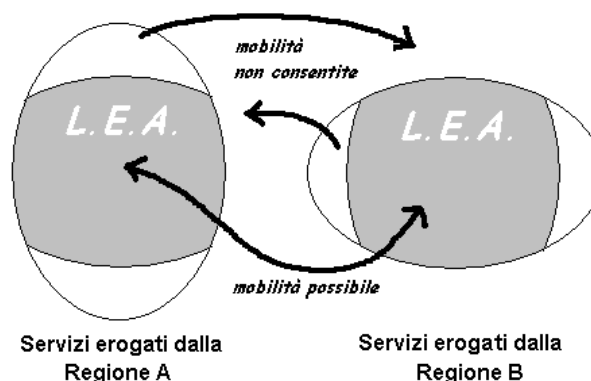 mobilità
non consentite
L.E.A.
L.E.A.
mobilità possibile
Servizi erogati dalla
Regione A
Servizi erogati dalla
Regione B